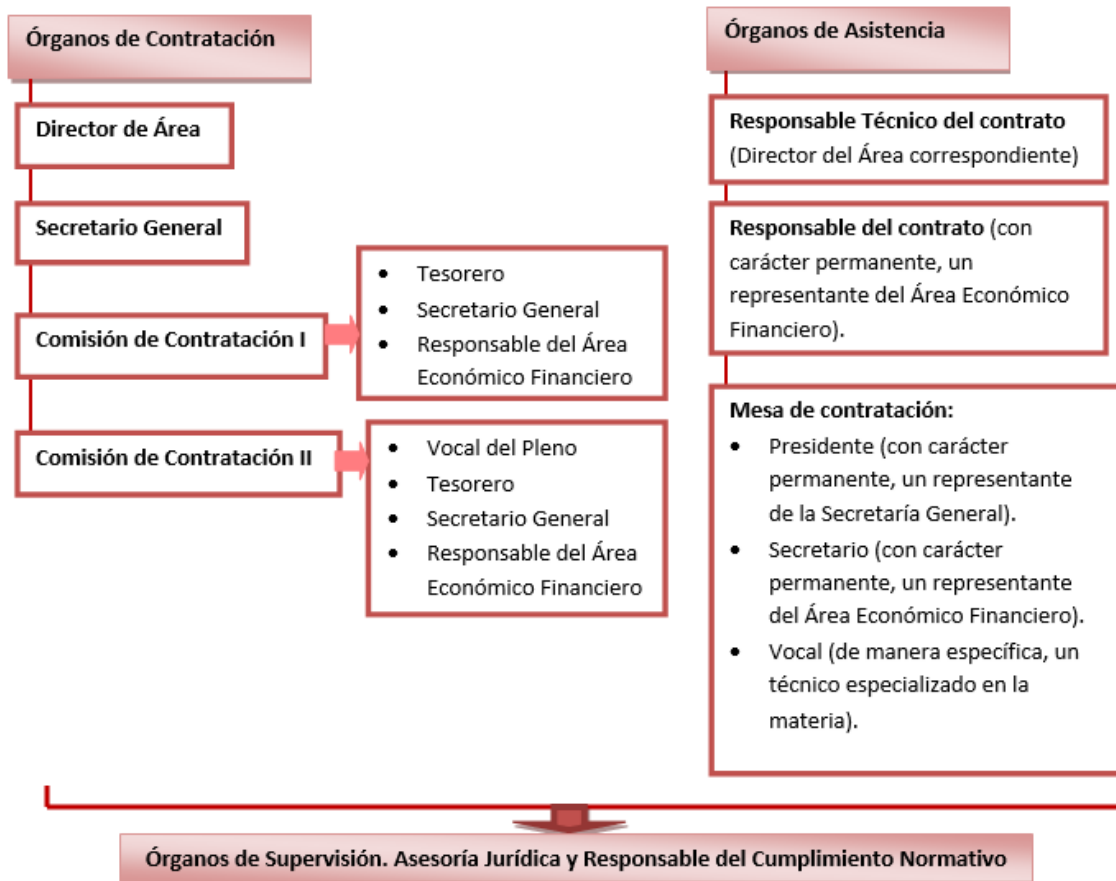 Órganos de Contratación
Director de Área
Secretario General
Comisión de Contratación I
• Tesorero
• Secretario General
• Responsable del Área
Económico Financiero
Comisión de Contratación II
• Vocal del Pleno
• Tesorero
• Secretario General
• Responsable del Área
Económico Financiero
Órganos de Asistencia
Responsable Técnico del contrato
(Director del Área correspondiente)
Responsable del contrato (con
carácter permanente, un
representante del Área Económico
Financiero).
Mesa de contratación:
• Presidente (con carácter
permanente, un representante
de la Secretaría General).
• Secretario (con carácter
permanente, un representante
del Área Económico Financiero).
• Vocal (de manera específica, un
técnico especializado en la
materia).
Órganos de Supervisión. Asesoría Jurídica y Responsable del Cumplimiento Normativo